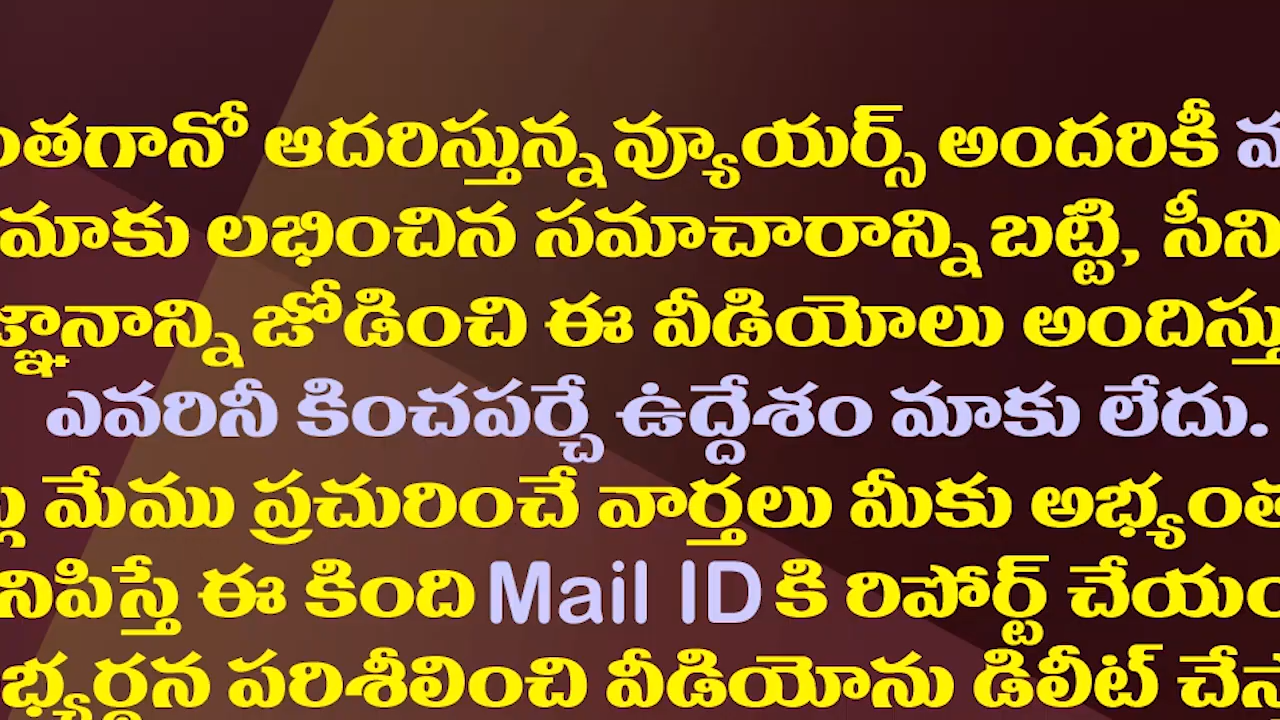 ంతగానో ఆదరిస్తున్న వ్యూయర్స్ అందరికీ
మాకు లభించిన సమాచారాన్ని బట్టి, సీని
జ్ఞానాన్ని జోడించి ఈ వీడియోలు అందిస్తు
ఎవరినీ కించపర్చే ఉద్దేశం మాకు లేదు.
మేము ప్రచురించే వార్తలు మీకు అభ్యంత
నిపిస్తే ఈ కింది Mail ID కి రిపోర్ట్ చేయం
భ్యర్థన పరిశీలించి వీడియోను డిలీట్ చేస